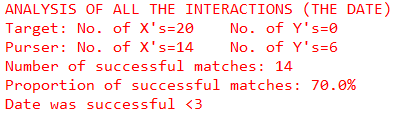 ANALYSIS OF ALL THE INTERACTIONS (THE DATE)
Target: No. of X's=20    No. of Y's=0
Purser: No. of X's=14    No. of Y's=6
Number of successful matches: 14
Proportion of successful matches: 70.0%
Date was successful <3